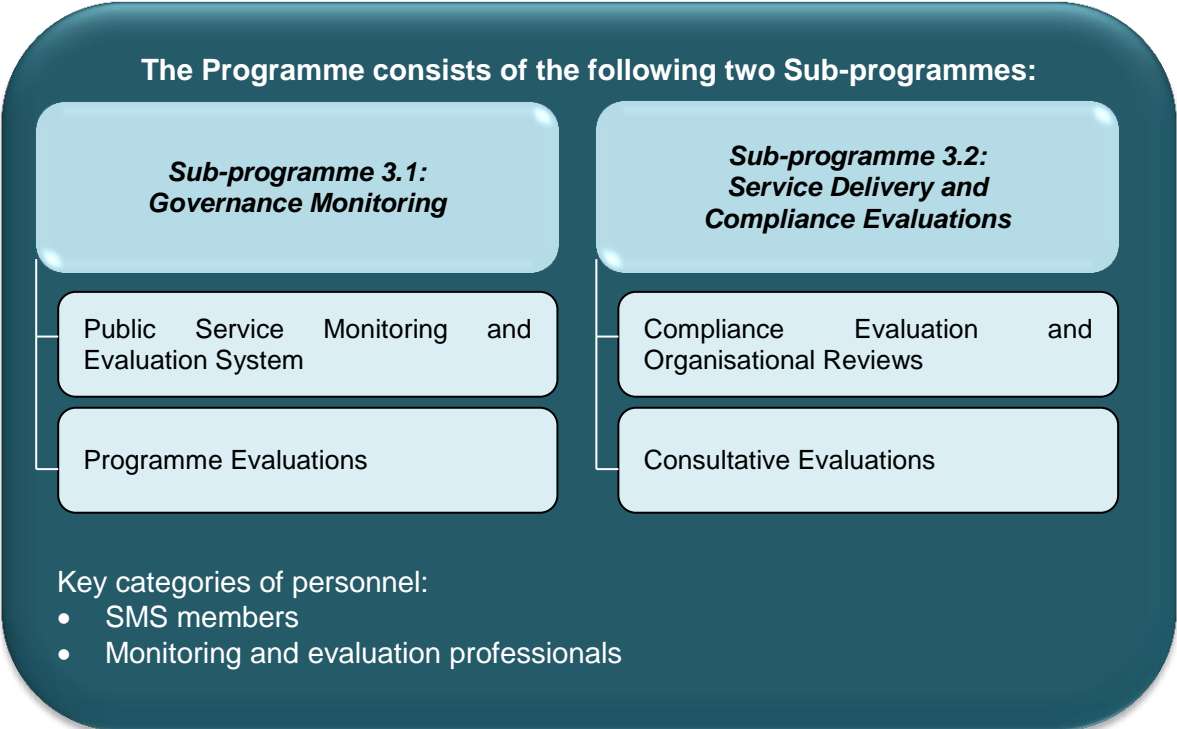 The Programme consists of the following two Sub-programmes:
Sub-programme 3.1:
Governance Monitoring
Public Service Monitoring and
Evaluation System
Programme Evaluations
Sub-programme 3.2:
Service Delivery and
Compliance Evaluations
Compliance Evaluation and
Organisational Reviews
Consultative Evaluations
Key categories of personnel:
• SMS members
• Monitoring and evaluation professionals